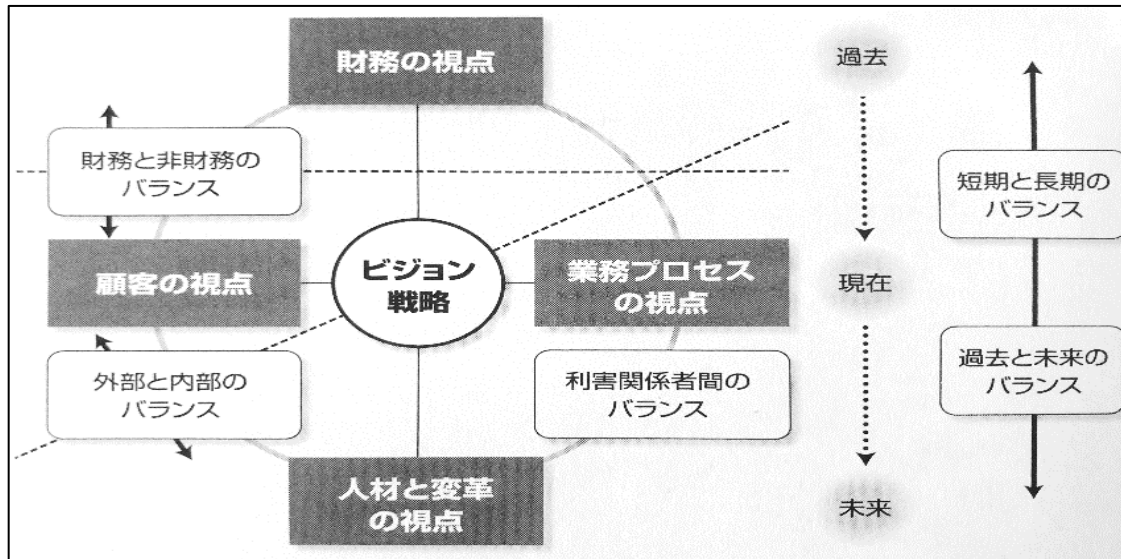 財務の視点
財務と非財務の
バランス
顧客の視点
ビジョン
戦略
業務プロセス
の視点
外部と内部の
バランス
利害関係者間の
バランス
人材と変革
の視点
過去
現在
未来
短期と長期の
バランス
過去と未来の
バランス